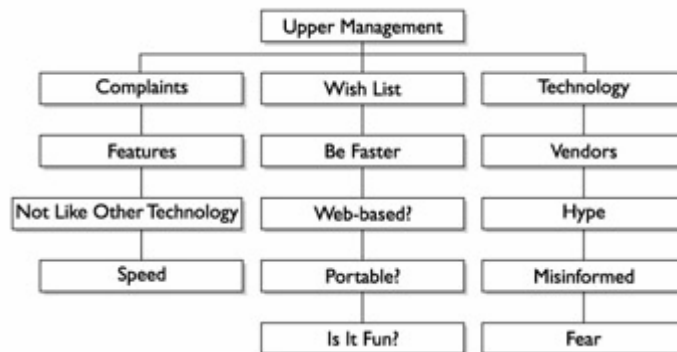 Upper Management
Complaints
Wish List
Technology
Features
Be Faster
Vendors
Not Like Other Technology
Web-based?
Hype
Speed
Portable?
Misinformed
Is It Fun?
Fear